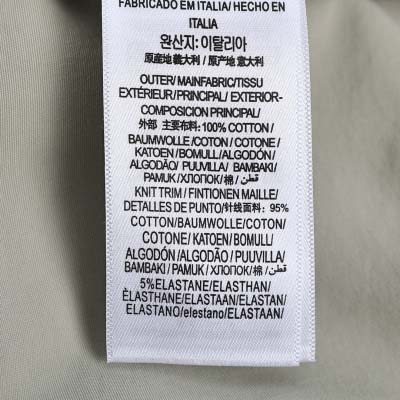 FABRICADO EM ITALIA/ HECHO EN
ITALIA
완산지: 이탈리아
原産地 義大利 / 原产地 意大利
OUTER/ MAINFABRIC/TISSU
EXTÉRIEUR/PRINCIPAL/ EXTERIOR-
COMPOSICION PRINCIPAL/
外部 主要布料:100% COTTON /
BAUMWOLLE /COTON / COTONE /
KATOEN / BOMULL/ ALGODÓN/
ALGODÃO/ PUUVILLA/ BAMBAKI/
PAMUK / ХЛОПОК/ 棉 / قطن /
KNIT TRIM / FINTIONEN MAILLE/
DETALLES DE PUNTO/针线面料: 95%
COTTON/BAUMWOLLE/COTON/
COTONE/ KATOEN/ BOMULL/
ALGODÓN /ALGODÃO / PUUVILLA/
BAMBAKI / PAMUK / ХЛОПОК/棉 / قطن /
5%ELASTANE/ELASTHAN/
ÈLASTHANE/ELASTAAN/ELASTAN/
ELASTANO/elestano/ELASTAAN/